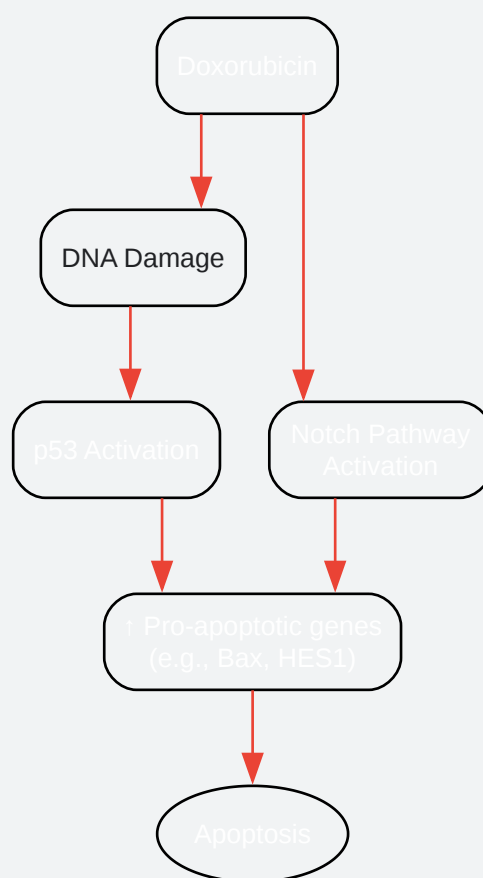 Doxorubicin
DNA Damage
p53 Activation
Notch Pathway
Activation
↑ Pro-apoptotic genes
(e.g., Bax, HES1)
Apoptosis